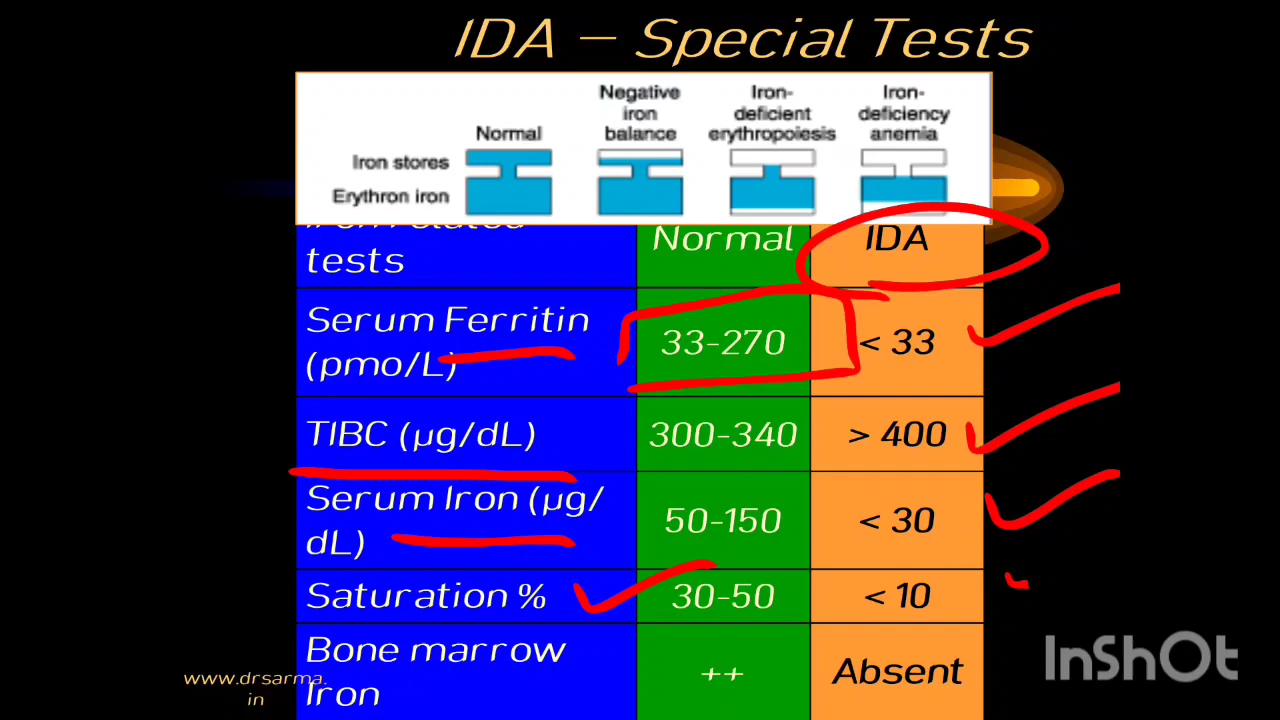 IDA – Special Tests
Negative Iron- Iron-
iron deficient deficiency
Normal balance erythropoiesis anemia
Iron stores
Erythron iron
Iron related Normal IDA
tests
Serum Ferritin
(pmo/L) 33-270 < 33
TIBC (µg/dL) 300-340 > 400
Serum Iron (µg/
dL) 50-150 < 30
Saturation % 30-50 < 10
Bone marrow
Iron ++ Absent
www.drsarma.
in
InShOt